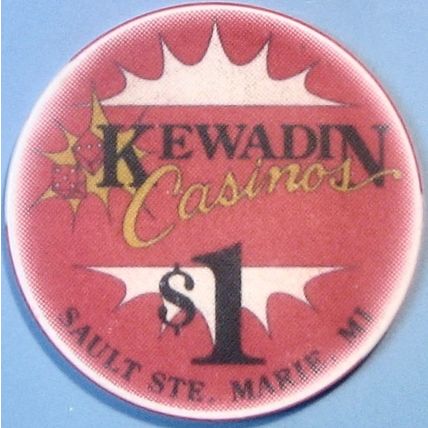 KEWADIN
Casinos
$1
SAULT STE. MARIE, MI